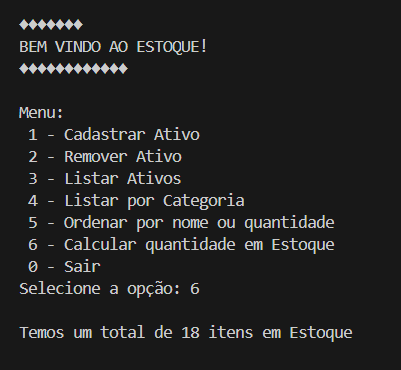 ♦♦♦♦♦♦♦
BEM VINDO AO ESTOQUE!
♦♦♦♦♦♦♦♦♦♦♦♦
Menu:
1 - Cadastrar Ativo
2 - Remover Ativo
3 - Listar Ativos
4 - Listar por Categoria
5 - Ordenar por nome ou quantidade
6 - Calcular quantidade em Estoque
0 - Sair
Selecione a opção: 6
Temos um total de 18 itens em Estoque